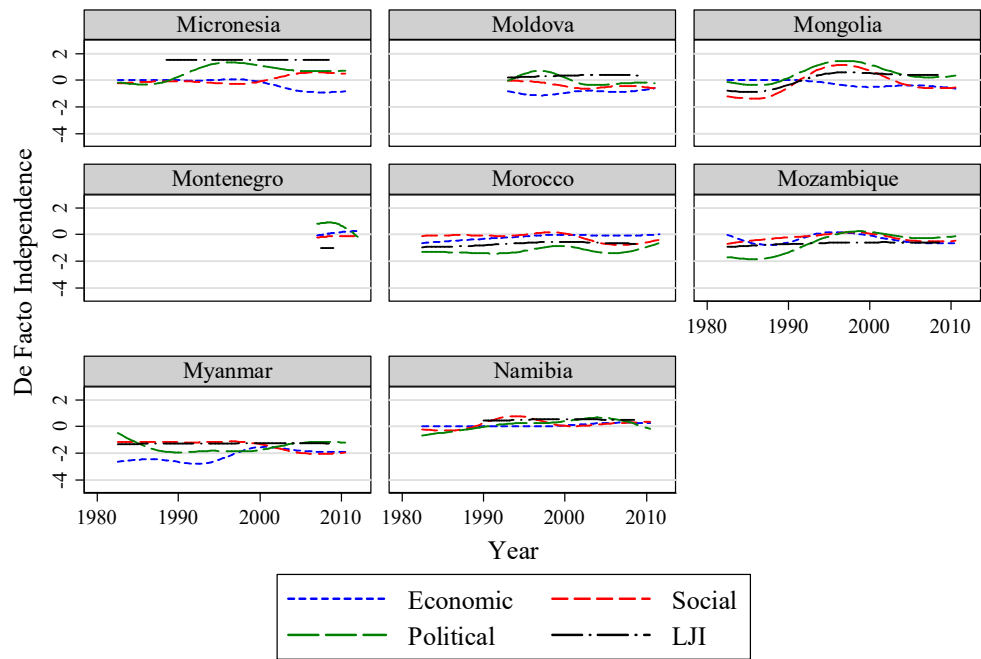 Micronesia Moldova Mongolia
2
0
-2
-4
Montenegro Morocco Mozambique
2
0
-2
-4
1980 1990 2000 2010
Myanmar Namibia
2
0
-2
-4
1980 1990 2000 2010 1980 1990 2000 2010
De Facto Independence
Year
Economic Social
Political LJI